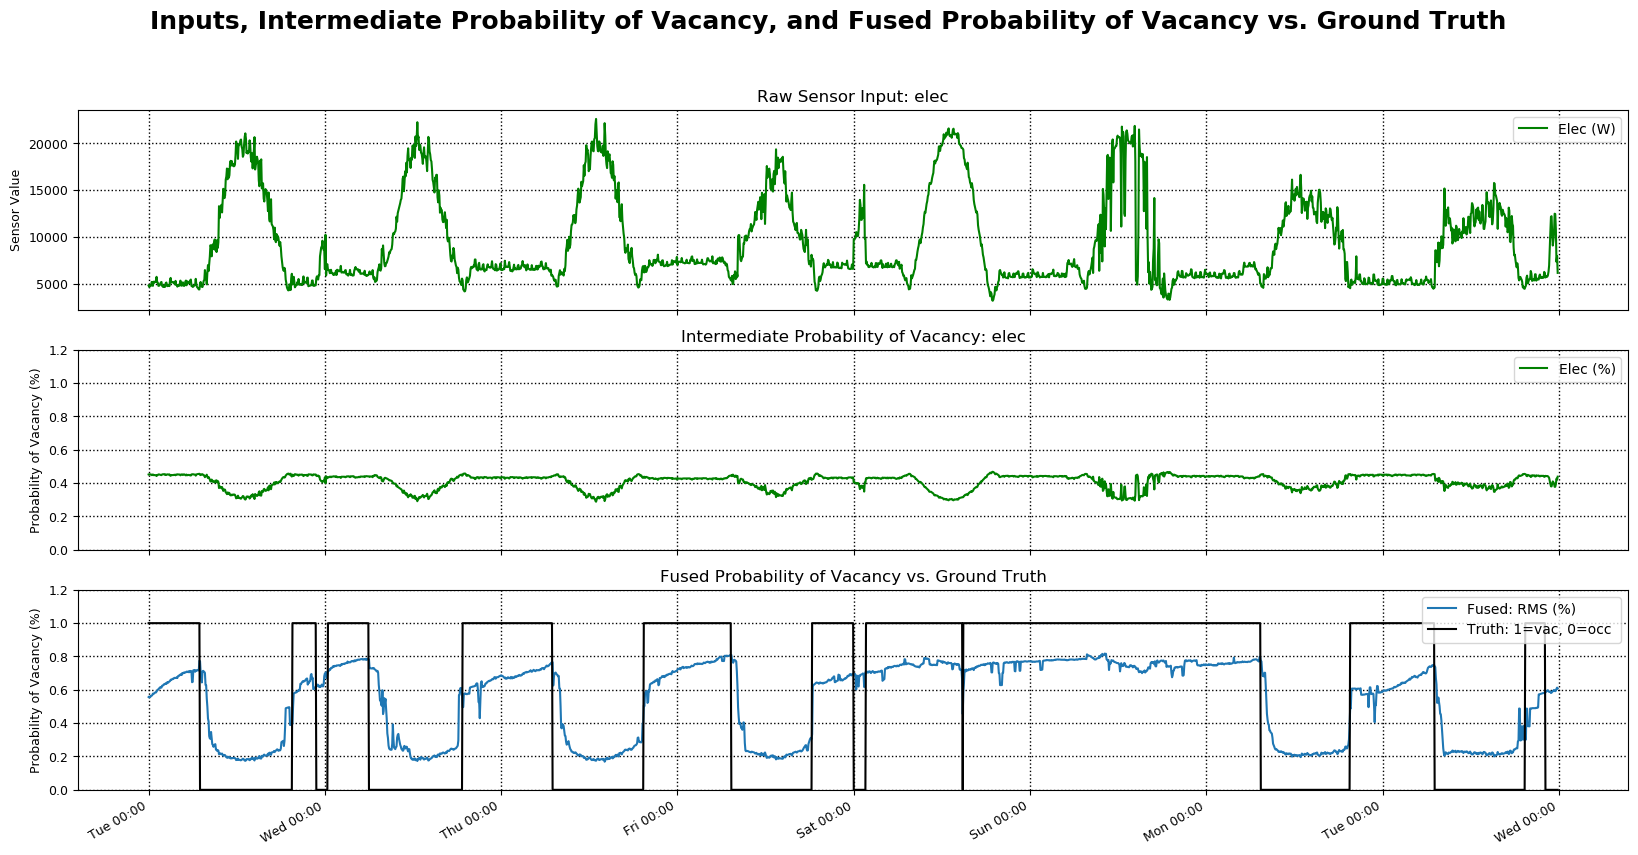 Inputs, Intermediate Probability of Vacancy, and Fused Probability of Vacancy vs. Ground Truth
Raw Sensor Input: elec
Sensor Value
20000
15000
10000
5000
Elec (W)
Intermediate Probability of Vacancy: elec
Probability of Vacancy (%)
1.2
1.0
0.8
0.6
0.4
0.2
0.0
Elec (%)
Fused Probability of Vacancy vs. Ground Truth
Probability of Vacancy (%)
1.2
1.0
0.8
0.6
0.4
0.2
0.0
Fused: RMS (%)
Truth: 1=vac, 0=occ
Tue 00:00
Wed 00:00
Thu 00:00
Fri 00:00
Sat 00:00
Sun 00:00
Mon 00:00
Tue 00:00
Wed 00:00